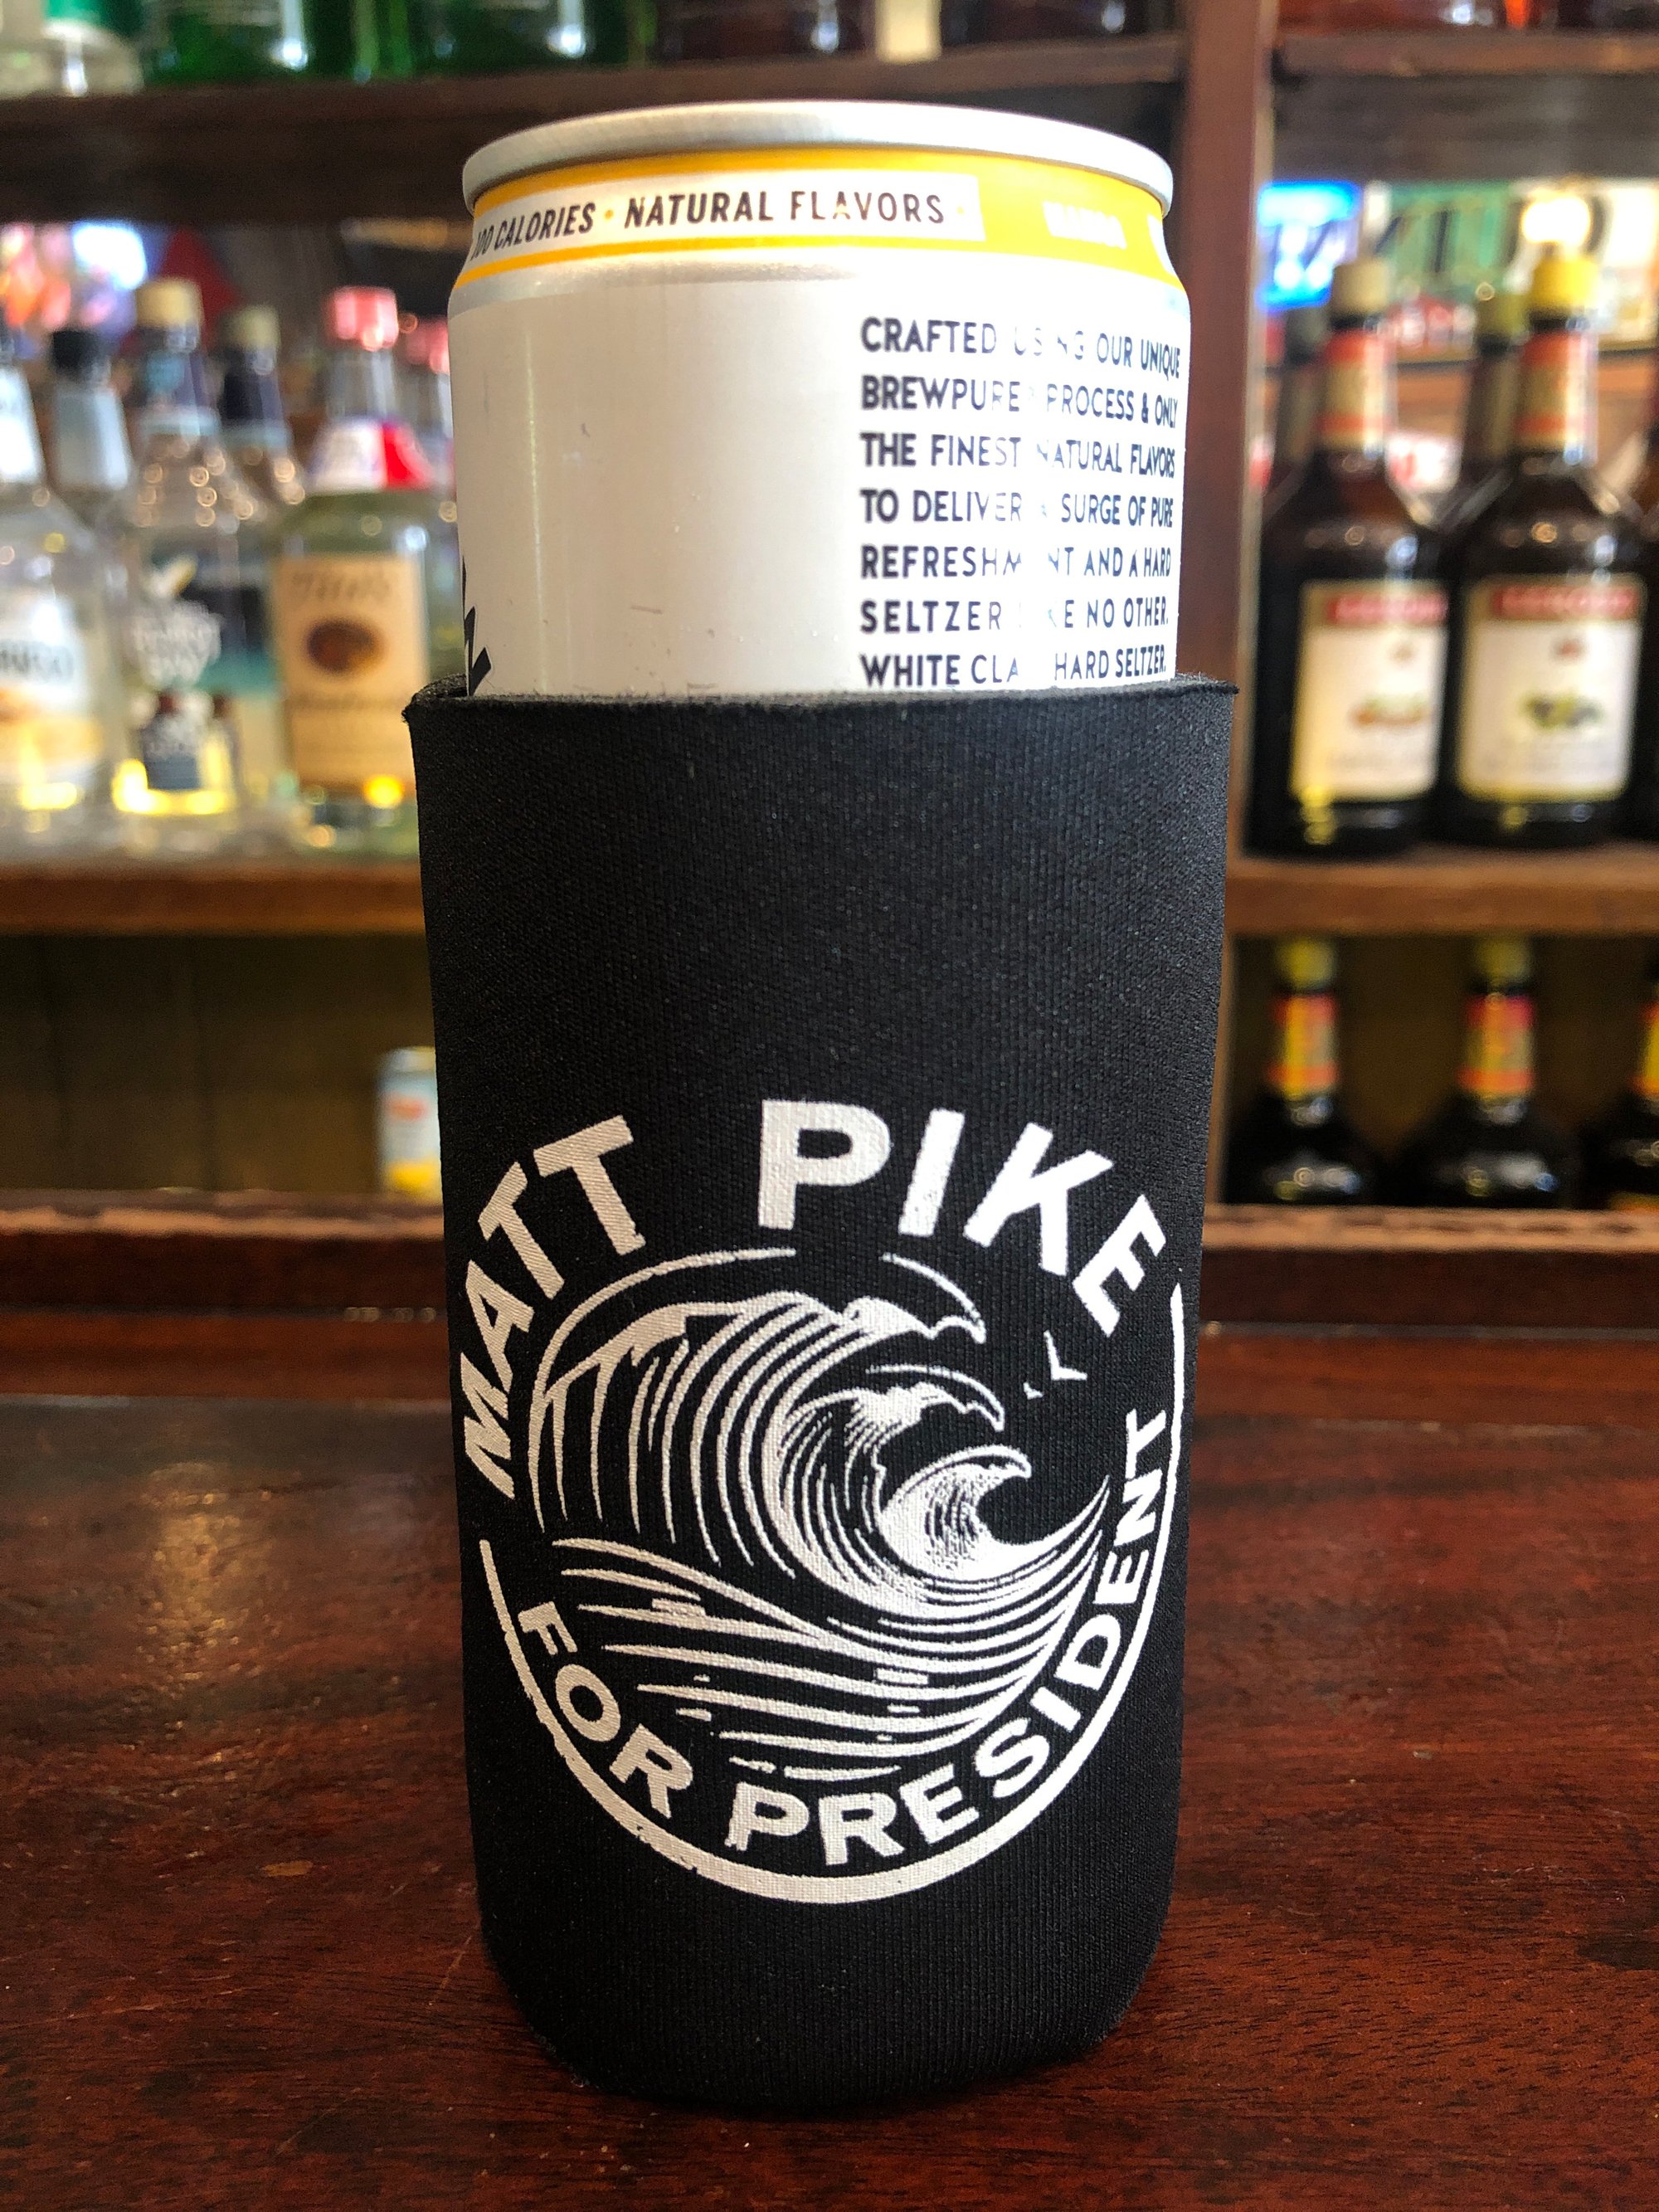 100 CALORIES · NATURAL FLAVORS ·
CRAFTED USING OUR UNIQUE
BREWPURE PROCESS & ONLY
THE FINEST NATURAL FLAVORS
TO DELIVER A SURGE OF PURE
REFRESHMENT AND A HARD
SELTZER LIKE NO OTHER.
WHITE CLAW HARD SELTZER.
MATT PIKE
FOR PRESIDENT